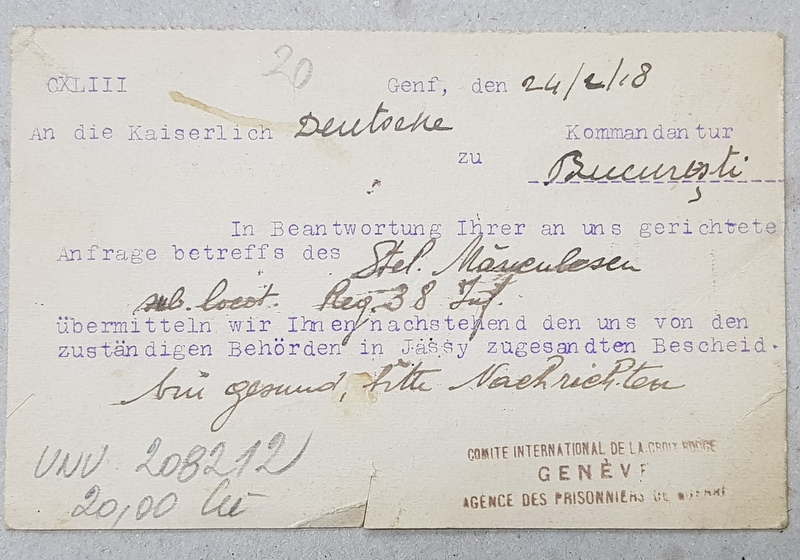 20
CXLIII Genf, den 24/2/18
An die Kaiserlich Deutsche Kommandantur
zu București
In Beantwortung Ihrer an uns gerichtete
Anfrage betreffs des Stel.
sub. locot. Reg. 38 Inf.
übermitteln wir Ihnen nachstehend den uns von den
zuständigen Behörden in Jassy zugesandten Bescheid.
bin gesund, bitte Nachrichten
VNV 208212
20,00 lei
COMITE INTERNATIONAL DE LA CROIX ROUGE
GENÈVE
AGENCE DES PRISONNIERS DE GUERRE